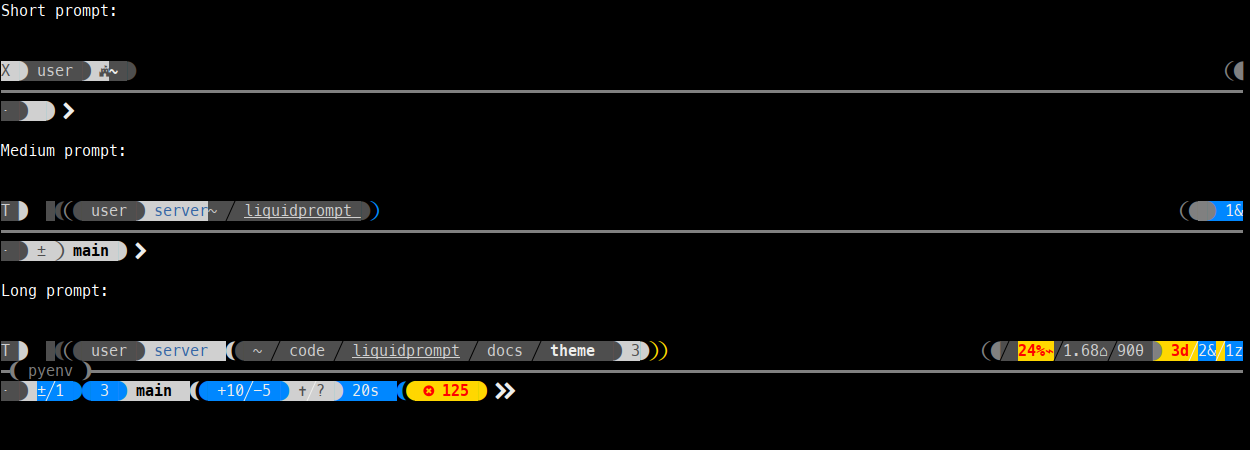 Short prompt:
X user ~
- ❯
Medium prompt:
T user server~ / liquidprompt 1&
- ± ) main ❯
Long prompt:
T user server ~ / code / liquidprompt / docs / theme 3 24% / 1.68⌂ / 900 3d/2&/1z
( pyenv )
- ±/1 3 main +10/-5 ✝/? 20s ⊗ 125 ❯❯